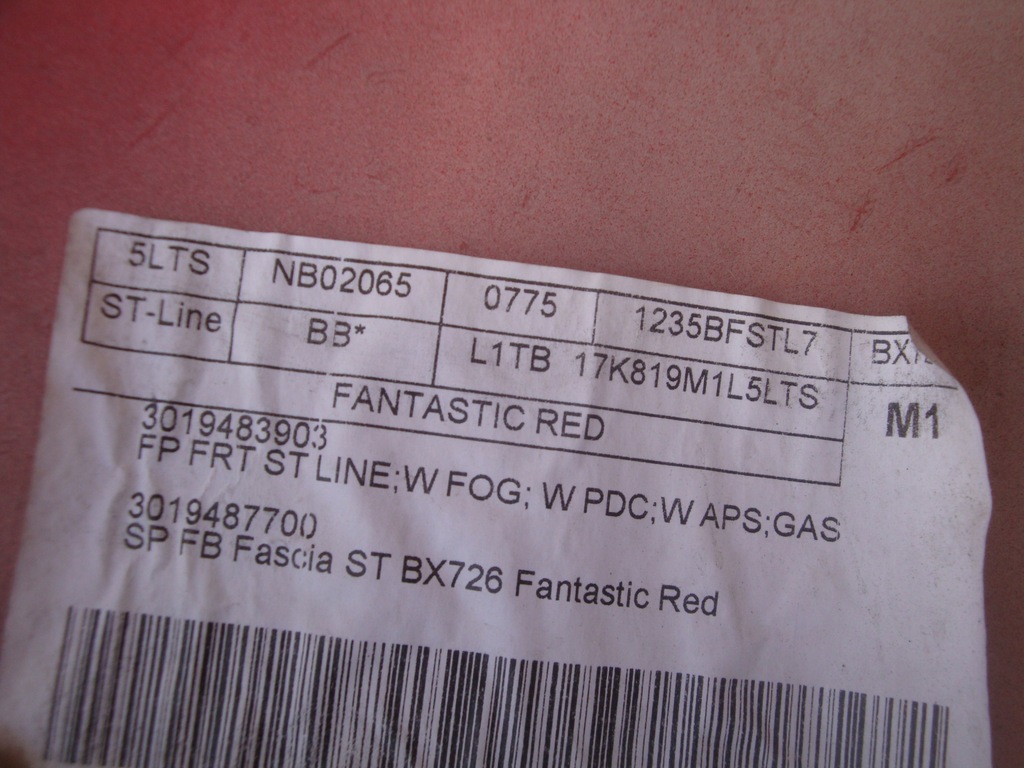 5LTS NB02065 0775 1235BFSTL7
ST-Line BB* L1TB 17K819M1L5LTS M1
FANTASTIC RED
3019483903
FP FRT ST LINE;W FOG; W PDC;W APS;GAS
3019487700
SP FB Fascia ST BX726 Fantastic Red